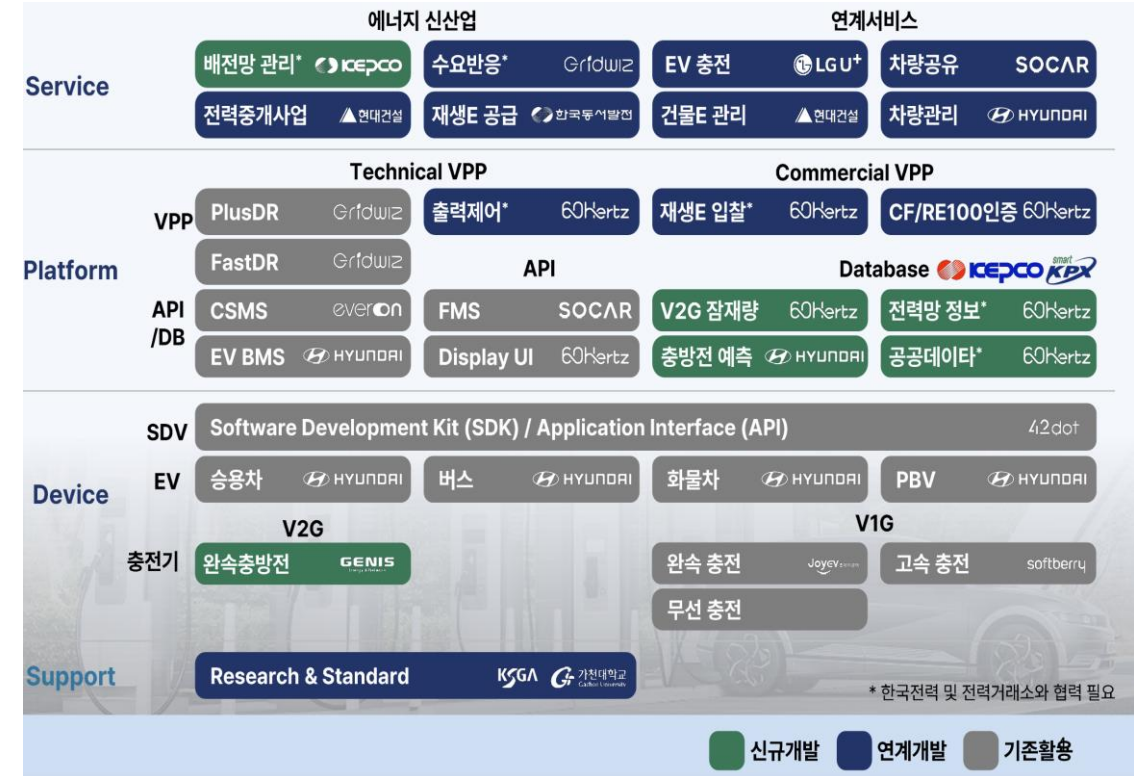 에너지 신산업 연계서비스
Service
배전망 관리* KEPCO 수요반응* Gridwiz EV 충전 LG U+ 차량공유 SOCAR
전력중개사업 현대건설 재생E 공급 한국동서발전 건물E 관리 현대건설 차량관리 HYUNDAI
Technical VPP Commercial VPP
VPP PlusDR Gridwiz 출력제어* 60Hertz 재생E 입찰* 60Hertz CF/RE100인증 60Hertz
Platform FastDR Gridwiz API Database KEPCO smart KPX
API CSMS everon FMS SOCAR V2G 잠재량 60Hertz 전력망 정보* 60Hertz
/DB EV BMS HYUNDAI Display UI 60Hertz 충방전 예측 HYUNDAI 공공데이타* 60Hertz
SDV Software Development Kit (SDK) / Application Interface (API) 42dot
Device EV 승용차 HYUNDAI 버스 HYUNDAI 화물차 HYUNDAI PBV HYUNDAI
V2G V1G
충전기 완속충방전 GENIS 완속 충전 Joyev 고속 충전 softberry
무선 충전
Support Research & Standard KSGA 가천대학교 Gachon University
* 한국전력 및 전력거래소와 협력 필요
신규개발 연계개발 기존활용